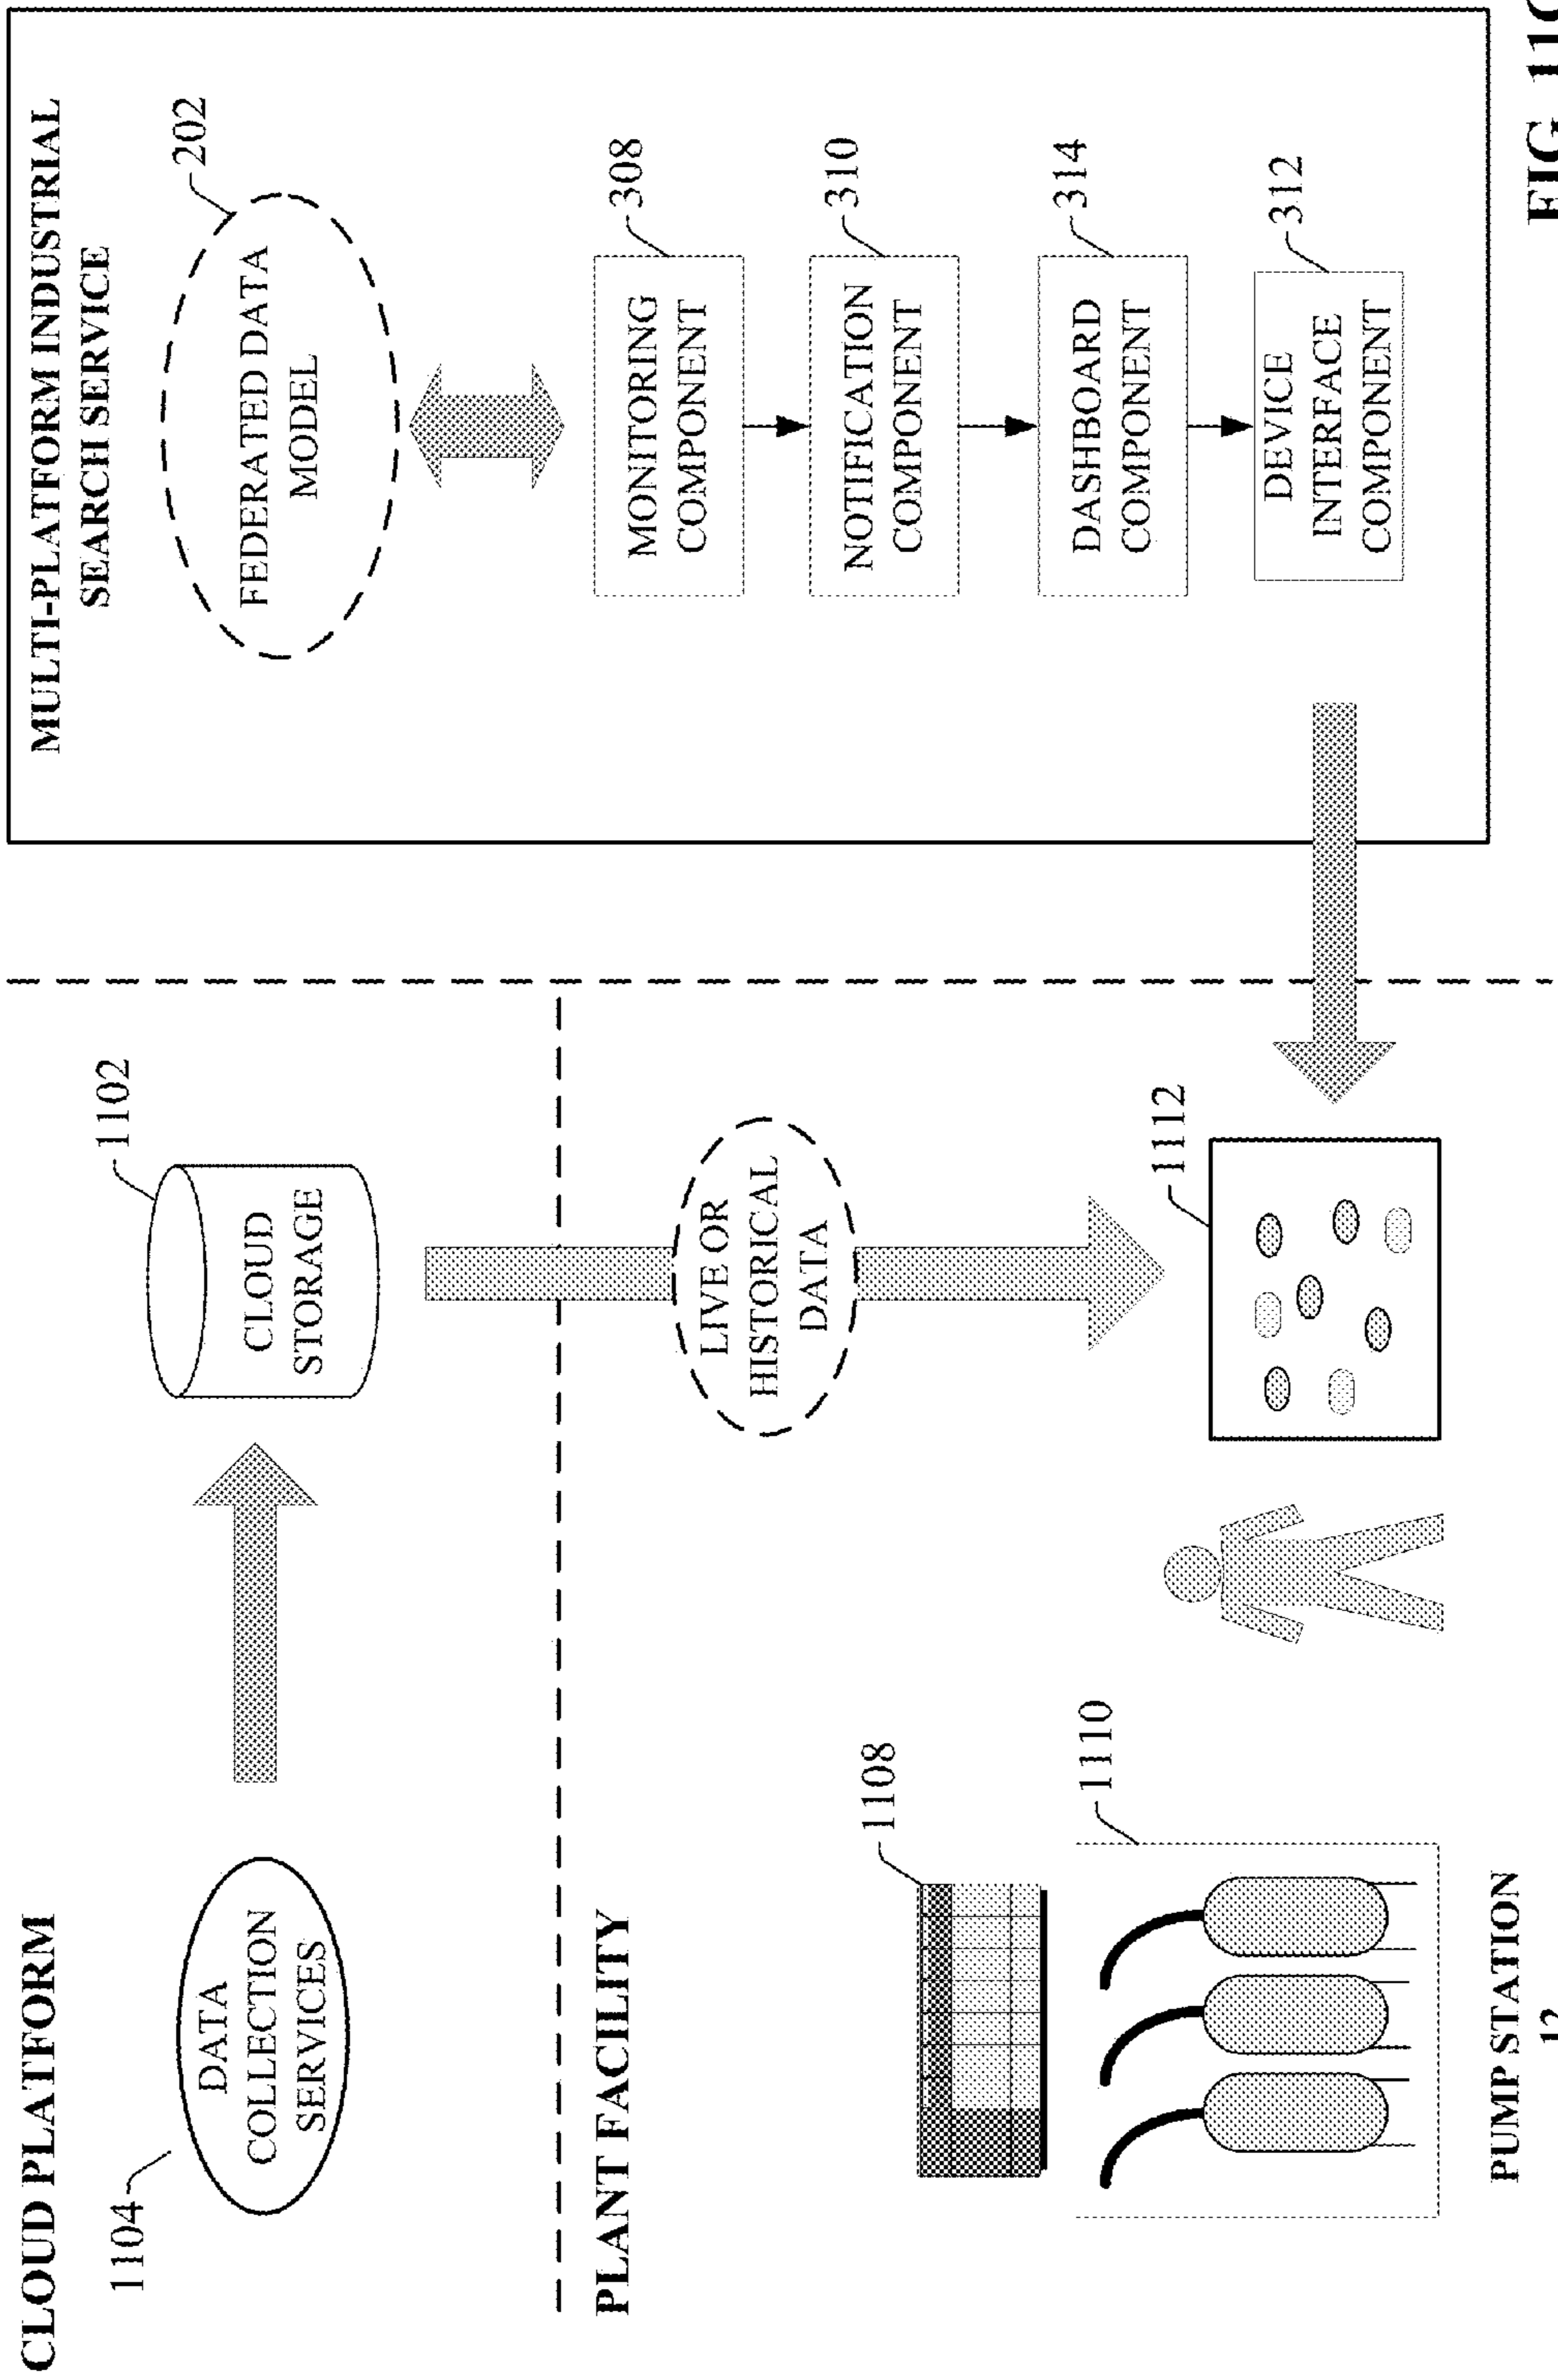 CLOUD PLATFORM
1104
DATA
COLLECTION
SERVICES
1102
CLOUD
STORAGE
PLANT FACILITY
LIVE OR
HISTORICAL
DATA
1108
1110
1112
PUMP STATION
12
MULTI-PLATFORM INDUSTRIAL
SEARCH SERVICE
202
FEDERATED DATA
MODEL
308
MONITORING
COMPONENT
310
NOTIFICATION
COMPONENT
314
DASHBOARD
COMPONENT
312
DEVICE
INTERFACE
COMPONENT